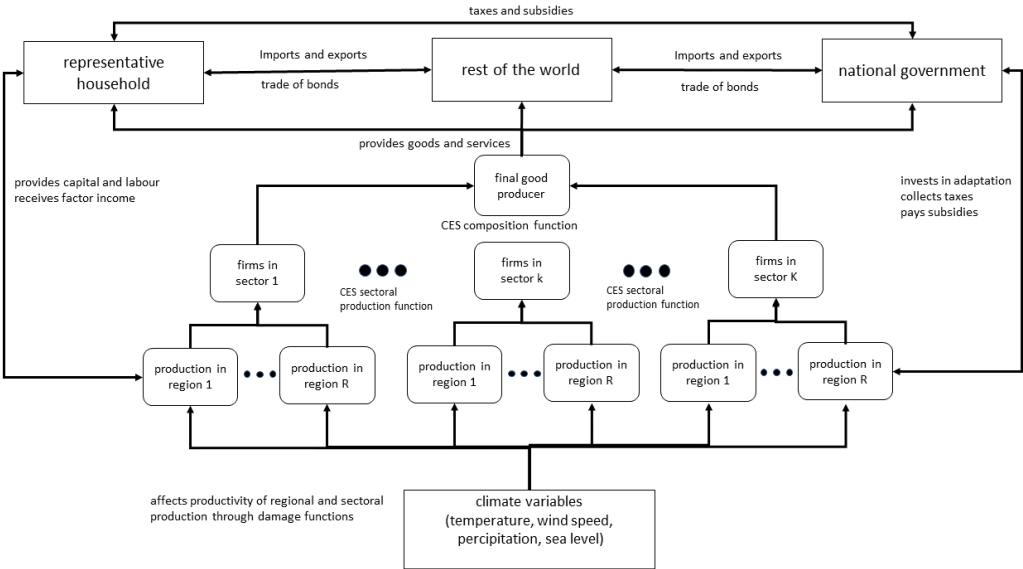 taxes and subsidies
representative
household
Imports and exports
trade of bonds
rest of the world
Imports and exports
trade of bonds
national government
provides goods and services
provides capital and labour
receives factor income
final good
producer
invests in adaptation
collects taxes
pays subsidies
CES composition function
firms in
sector 1
CES sectoral
production function
firms in
sector k
CES sectoral
production function
firms in
sector K
production in
region 1
production in
region R
production in
region 1
production in
region R
production in
region 1
production in
region R
affects productivity of regional and sectoral
production through damage functions
climate variables
(temperature, wind speed,
percipitation, sea level)